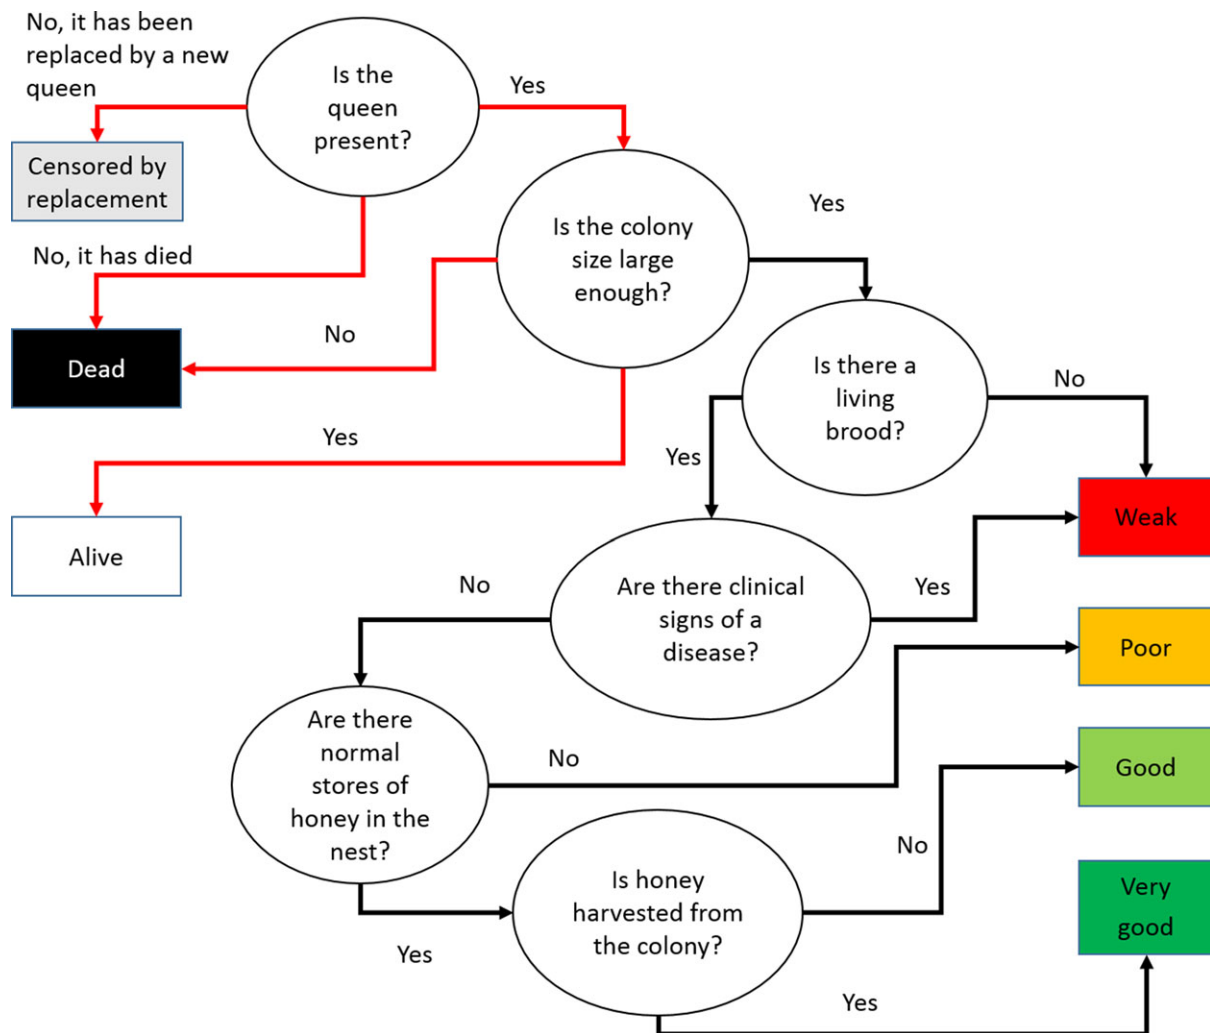 No, it has been
replaced by a new
queen
Is the
queen
present?
Yes
Censored by
replacement
Is the colony
size large
enough?
Yes
No, it has died
No
Dead
Is there a
living
brood?
No
Yes
Yes
Weak
Alive
No
Are there clinical
signs of a
disease?
Yes
Poor
Are there
normal
stores of
honey in the
nest?
No
Good
No
Is honey
harvested from
the colony?
Very
good
Yes
Yes